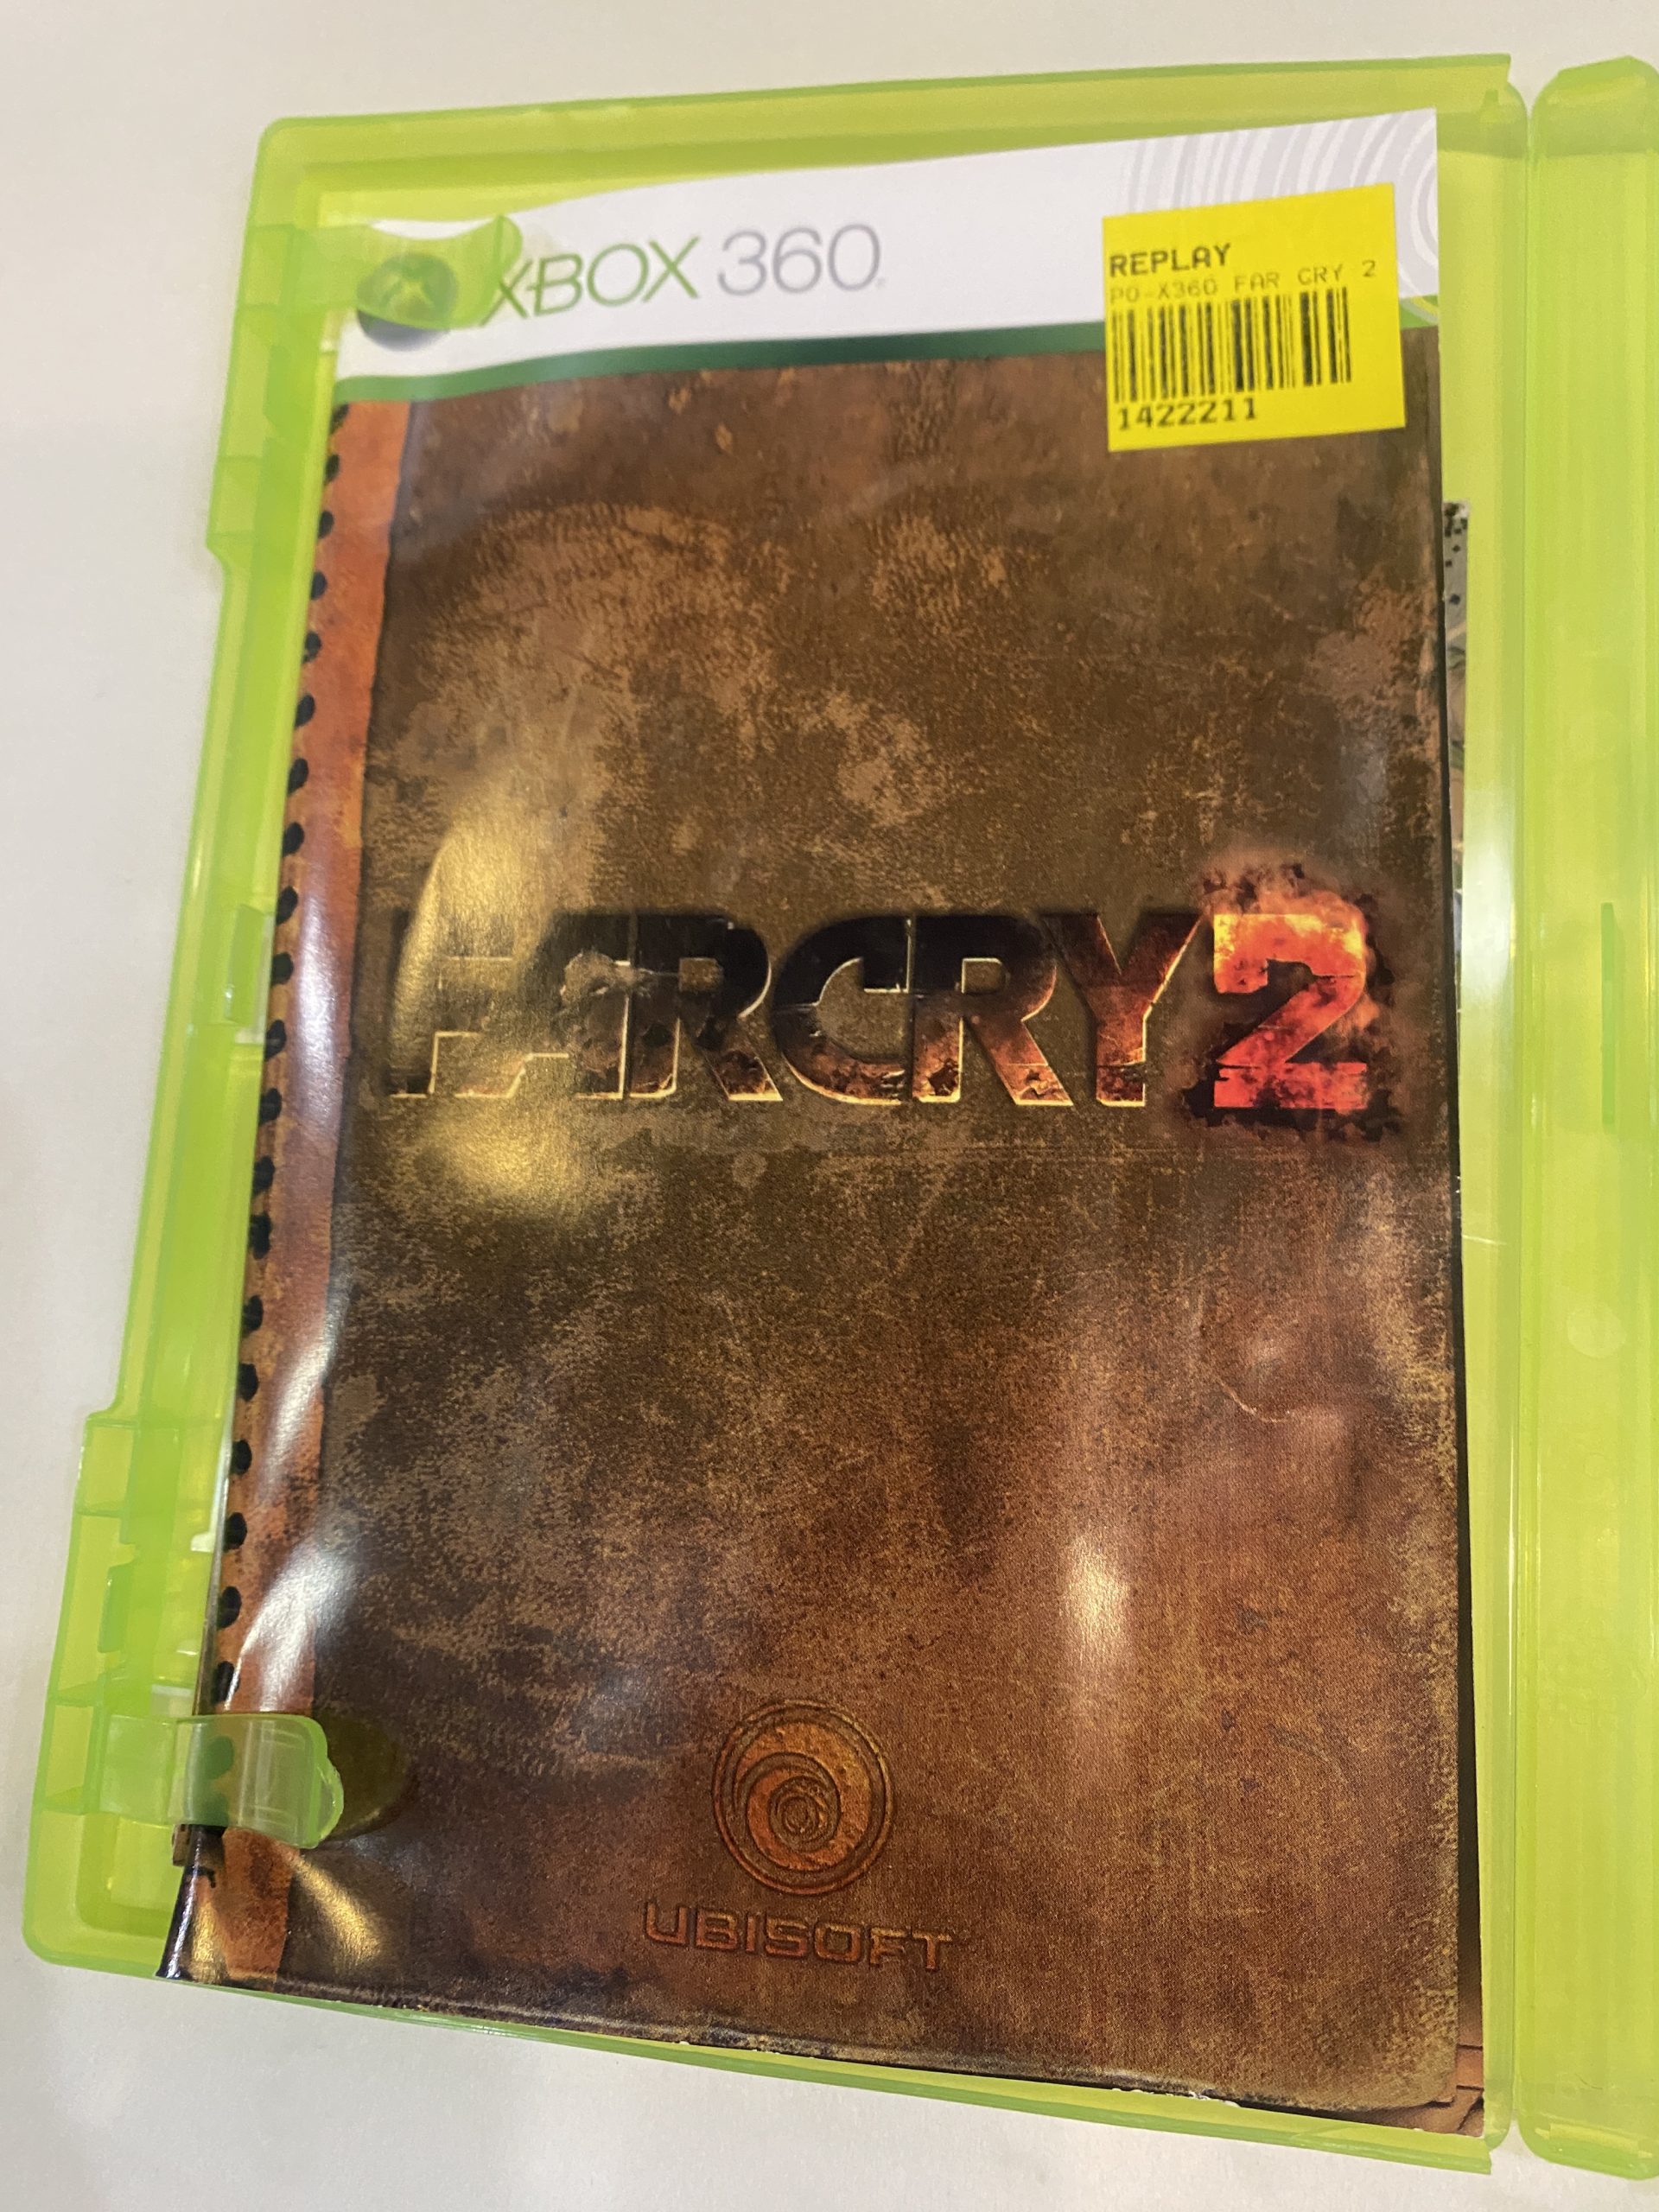 XBOX 360
REPLAY
PO-X360 FAR CRY 2
1422211
FARCRY2
UBISOFT